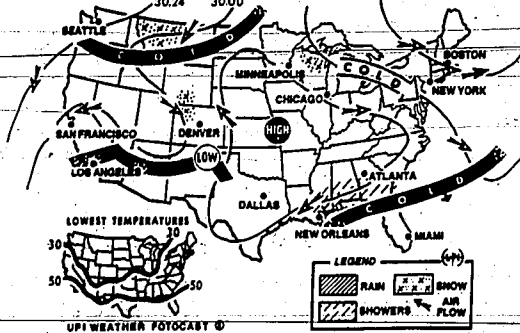 30.24 30.00
SEATTLE
COLD
BOSTON
MINNEAPOLIS
COLD
NEW YORK
CHICAGO
SAN FRANCISCO
DENVER
HIGH
LOS ANGELES
LOW
ATLANTA
DALLAS
COLD
NEW ORLEANS
MIAMI
LOWEST TEMPERATURES
30 30
50 50
LEGEND
UPI
RAIN
SNOW
SHOWERS
AIR
FLOW
UPI WEATHER FOTOCAST ®